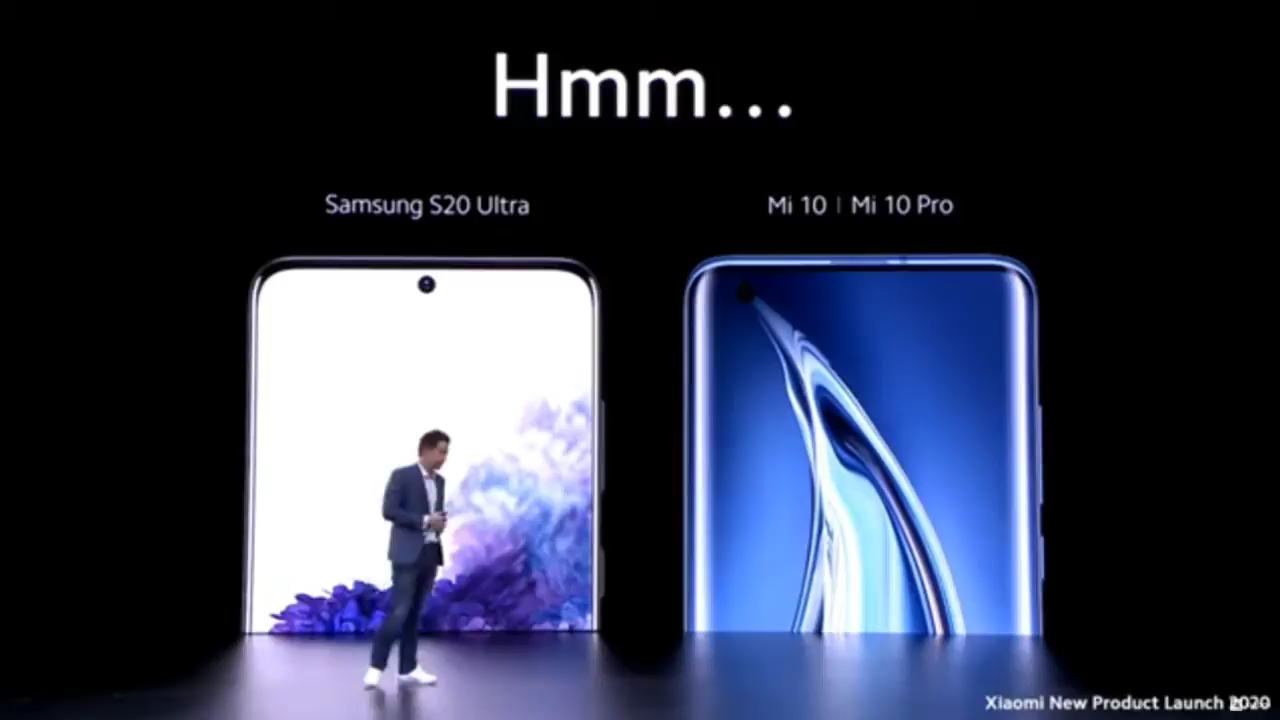 Hmm...
Samsung S20 Ultra
Mi 10 | Mi 10 Pro
Xiaomi New Product Launch 2020